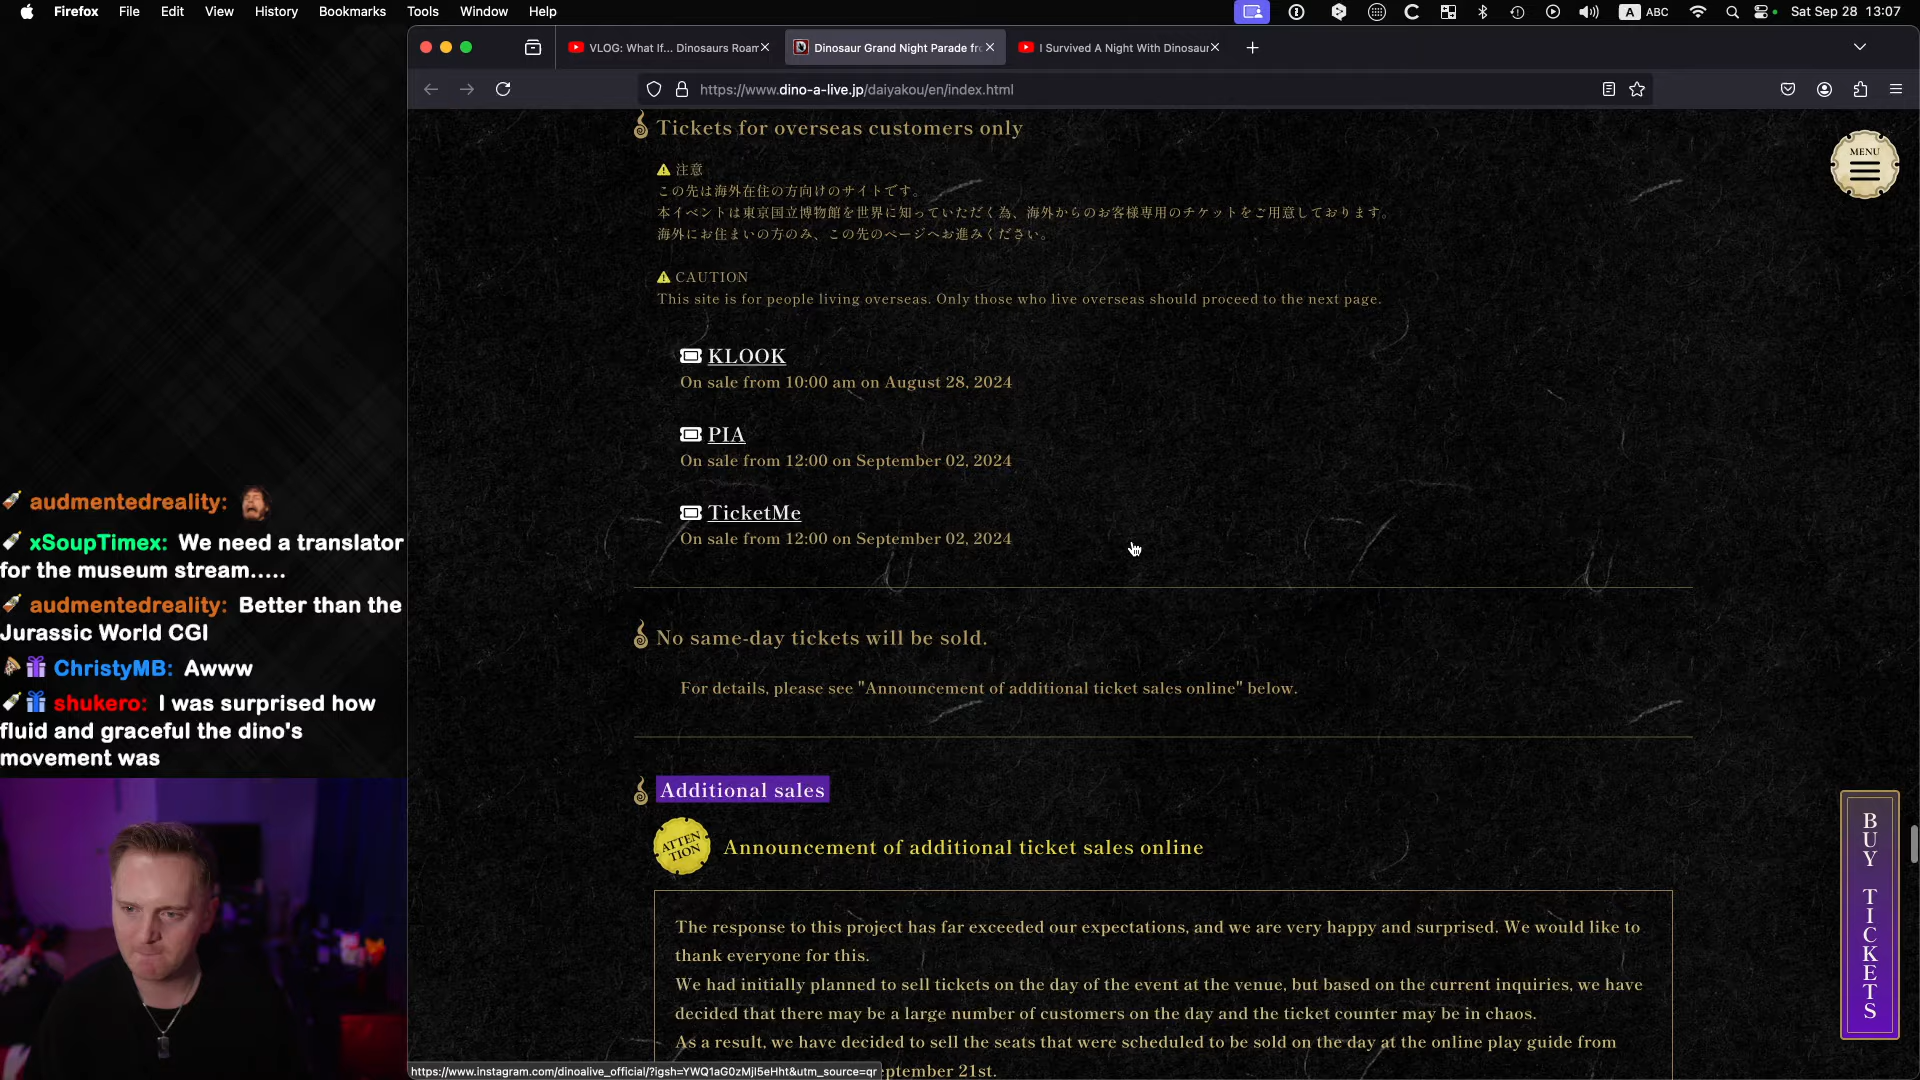 Firefox File Edit View History Bookmarks Tools Window Help
A ABC Sat Sep 28 13:07
VLOG: What If... Dinosaurs Roam
Dinosaur Grand Night Parade fr
I Survived A Night With Dinosaur
https://www.dino-a-live.jp/daiyakou/en/index.html
MENU
Tickets for overseas customers only
注意
この先は海外在住の方向けのサイトです。
本イベントは東京国立博物館を世界に知っていただく為、海外からのお客様専用のチケットをご用意しております。
海外にお住まいの方のみ、この先のページへお進みください。
CAUTION
This site is for people living overseas. Only those who live overseas should proceed to the next page.
KLOOK
On sale from 10:00 am on August 28, 2024
PIA
On sale from 12:00 on September 02, 2024
TicketMe
On sale from 12:00 on September 02, 2024
No same-day tickets will be sold.
For details, please see "Announcement of additional ticket sales online" below.
Additional sales
ATTENTION
Announcement of additional ticket sales online
The response to this project has far exceeded our expectations, and we are very happy and surprised. We would like to
thank everyone for this.
We had initially planned to sell tickets on the day of the event at the venue, but based on the current inquiries, we have
decided that there may be a large number of customers on the day and the ticket counter may be in chaos.
As a result, we have decided to sell the seats that were scheduled to be sold on the day at the online play guide from
ptember 21st.
BUY TICKETS
https://www.instagram.com/dinoalive_official/?igsh=YWQ1aG0zMjI5eHht&utm_source=qr
audmentedreality:
xSoupTimex: We need a translator
for the museum stream.....
audmentedreality: Better than the
Jurassic World CGI
ChristyMB: Awww
shukero: I was surprised how
fluid and graceful the dino's
movement was